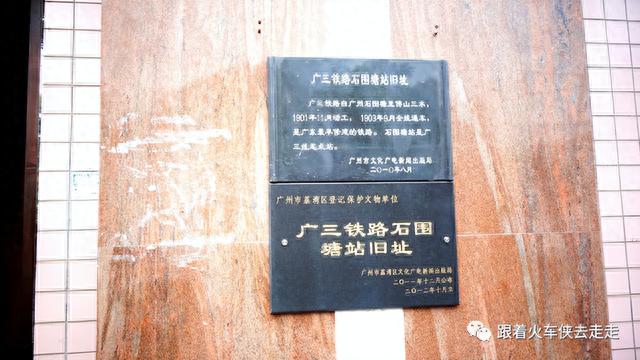 广三铁路石围塘站旧址
广三铁路自广州石围塘至佛山三水，
1901年11月动工，1903年9月全线通车，
是广东最早修建的铁路。石围塘站是广
三线起点站。
广州市文化广电新闻出版局
二〇一〇年八月
广州市荔湾区登记保护文物单位
广三铁路石围
塘站旧址
广州市荔湾区文化广电新闻出版局
二〇一一年十二月公布
二〇一二年十月立
跟着火车侠去走走